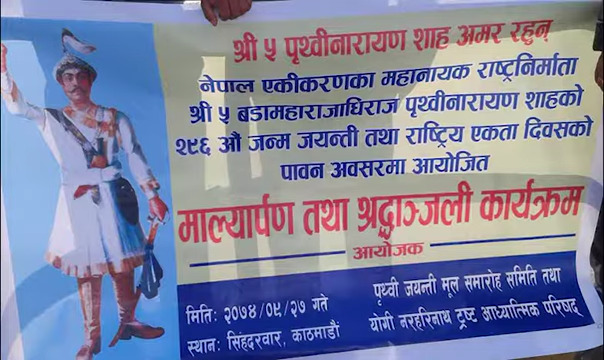 श्री ५ पृथ्वीनारायण शाह अमर रहुन्
नेपाल एकीकरणका महानायक राष्ट्रनिर्माता
श्री ५ बडामहाराजाधिराज पृथ्वीनारायण शाहको
२९६ औं जन्म जयन्ती तथा राष्ट्रिय एकता दिवसको
पावन अवसरमा आयोजित
माल्यार्पण तथा श्रद्धाञ्जली कार्यक्रम
आयोजक
मिति: २०७४/०९/२७ गते
स्थान: सिंहदरवार, काठमाडौं
पृथ्वी जयन्ती मूल समारोह समिति तथा
योगी नरहरिनाथ ट्रष्ट आध्यात्मिक परिषद्